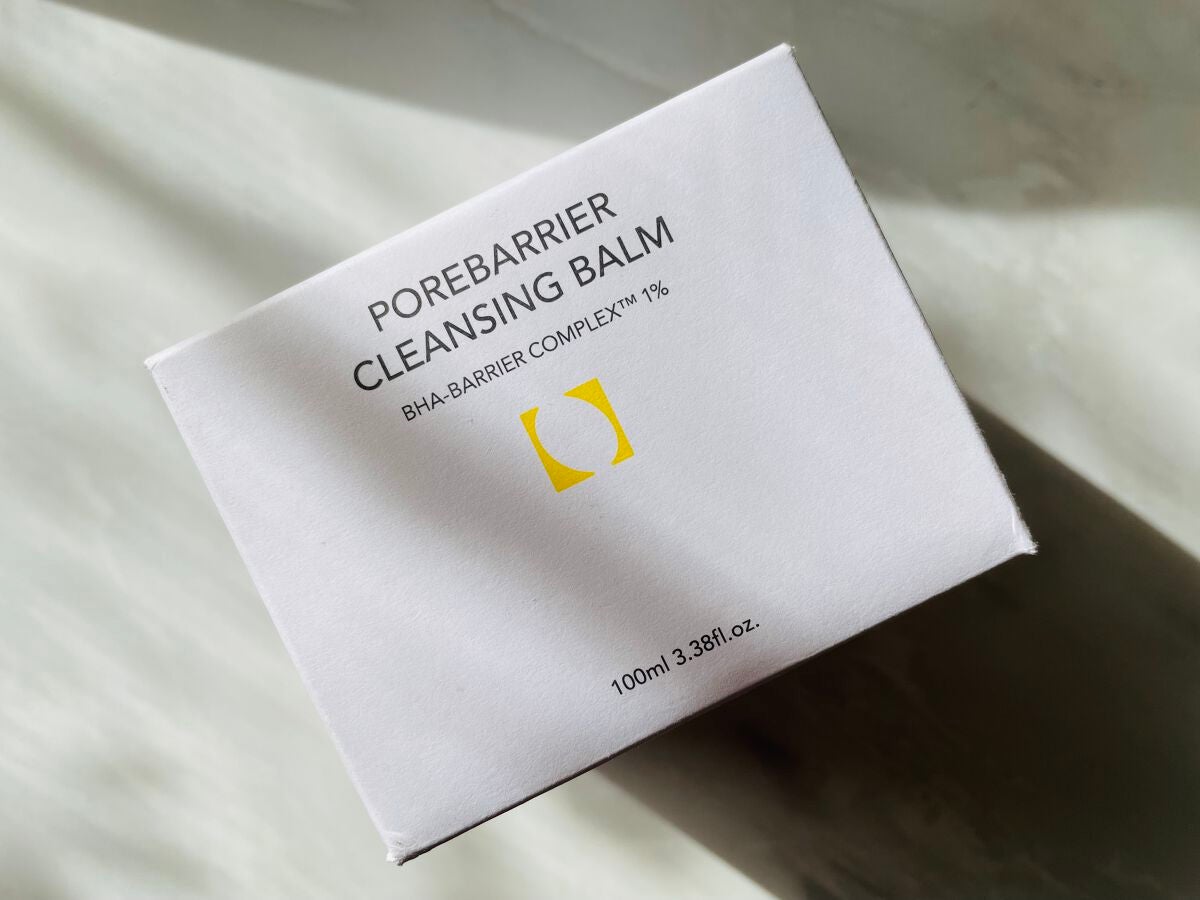 POREBARRIER
CLEANSING BALM
BHA-BARRIER COMPLEX™ 1%
100ml 3.38fl.oz.